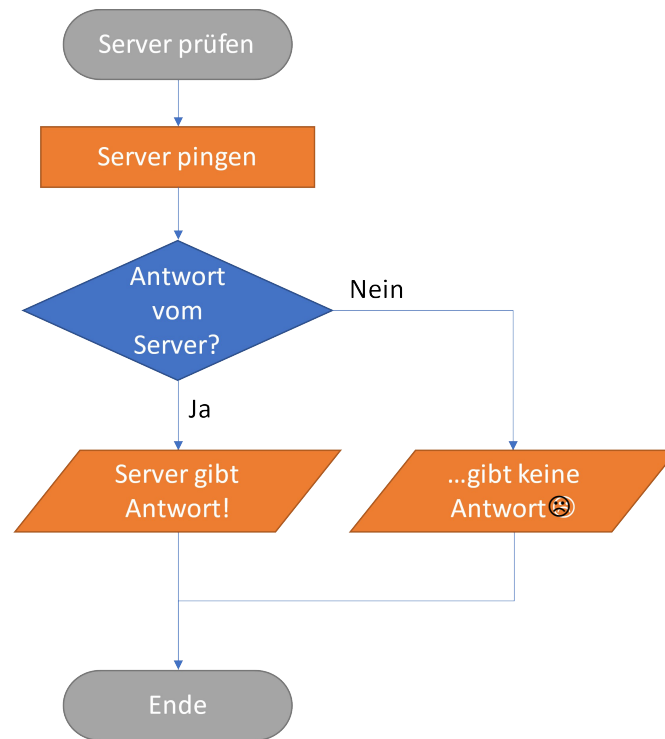 Server prüfen
Server pingen
Antwort
vom
Server?
Nein
Ja
Server gibt
Antwort!
...gibt keine
Antwort☹
Ende